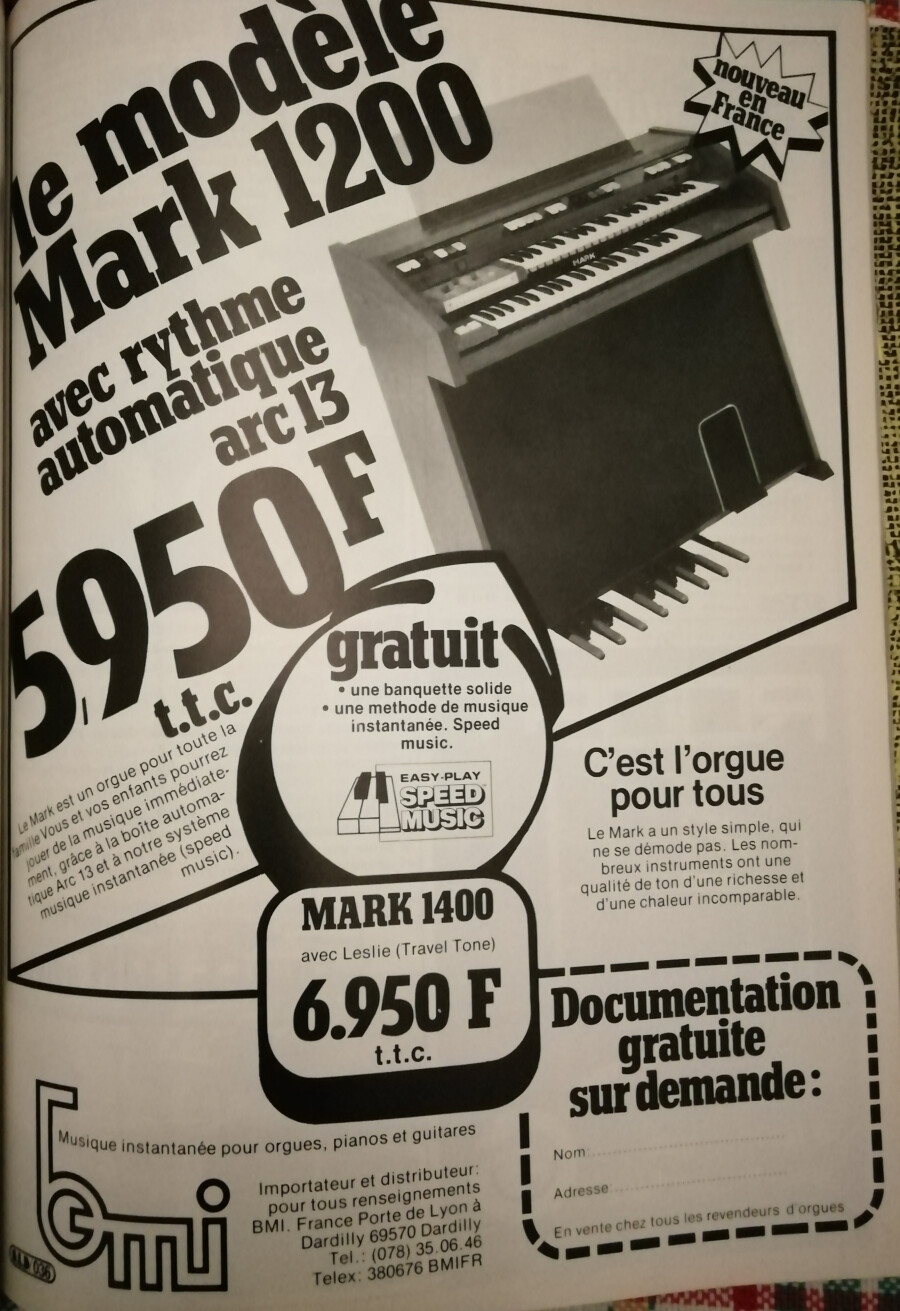 le modèle
Mark 1200
nouveau
en
France
MARK
avec rythme
automatique
arc 13
5950 F
t.t.c.
Le Mark est un orgue pour toute la
famille Vous et vos enfants pourrez
jouer de la musique immédiate-
ment, grâce à la boîte automa-
tique Arc 13 et à notre système
musique instantanée (speed
music).
gratuit
• une banquette solide
• une methode de musique
instantanée. Speed
music.
EASY-PLAY
SPEED
MUSIC
C'est l'orgue
pour tous
Le Mark a un style simple, qui
ne se démode pas. Les nom-
breux instruments ont une
qualité de ton d'une richesse et
d'une chaleur incomparable.
MARK 1400
avec Leslie (Travel Tone)
6.950 F
t.t.c.
Documentation
gratuite
sur demande :
Nom:
Adresse
En vente chez tous les revendeurs d'orgues
Musique instantanée pour orgues, pianos et guitares
bmi
Importateur et distributeur:
pour tous renseignements
BMI. France Porte de Lyon à
Dardilly 69570 Dardilly
Tel.: (078) 35.06.46
Telex: 380676 BMIFR
036